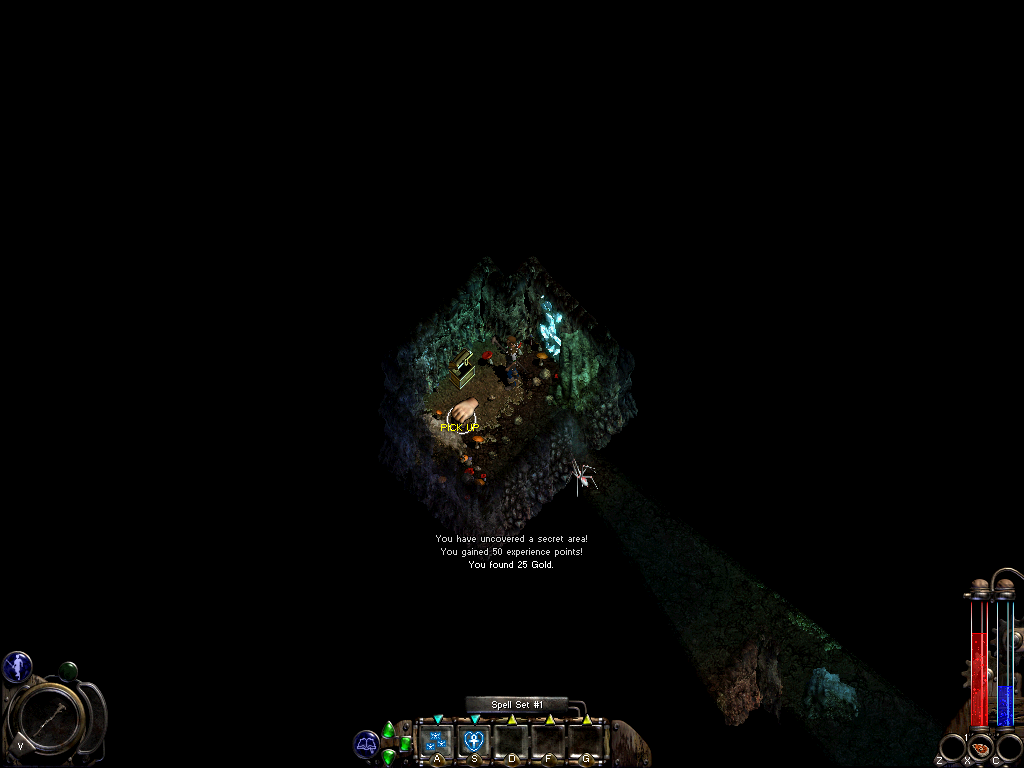 PICK UP
You have uncovered a secret area!
You gained 50 experience points!
You found 25 Gold.
Spell Set #1
V
A
S
D
F
G
1
Z
X
C